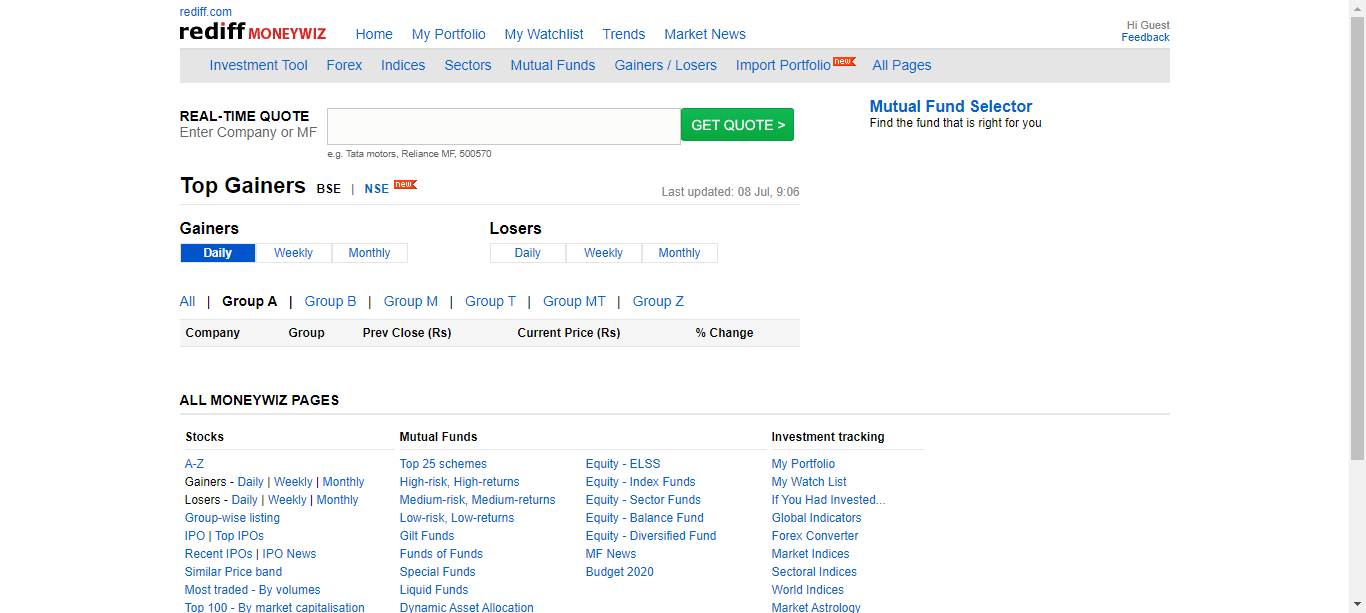 rediff.com
rediff MONEYWIZ Home My Portfolio My Watchlist Trends Market News
Hi Guest
Feedback
Investment Tool Forex Indices Sectors Mutual Funds Gainers / Losers Import Portfolio new All Pages
REAL-TIME QUOTE
Enter Company or MF
GET QUOTE >
e.g. Tata motors, Reliance MF, 500570
Mutual Fund Selector
Find the fund that is right for you
Top Gainers BSE | NSE new
Last updated: 08 Jul, 9:06
Gainers
Daily Weekly Monthly
Losers
Daily Weekly Monthly
All | Group A | Group B | Group M | Group T | Group MT | Group Z
Company Group Prev Close (Rs) Current Price (Rs) % Change
ALL MONEYWIZ PAGES
Stocks
A-Z
Gainers - Daily | Weekly | Monthly
Losers - Daily | Weekly | Monthly
Group-wise listing
IPO | Top IPOs
Recent IPOs | IPO News
Similar Price band
Most traded - By volumes
Top 100 - By market capitalisation
Mutual Funds
Top 25 schemes
High-risk, High-returns
Medium-risk, Medium-returns
Low-risk, Low-returns
Gilt Funds
Funds of Funds
Special Funds
Liquid Funds
Dynamic Asset Allocation
Equity - ELSS
Equity - Index Funds
Equity - Sector Funds
Equity - Balance Fund
Equity - Diversified Fund
MF News
Budget 2020
Investment tracking
My Portfolio
My Watch List
If You Had Invested...
Global Indicators
Forex Converter
Market Indices
Sectoral Indices
World Indices
Market Astrology